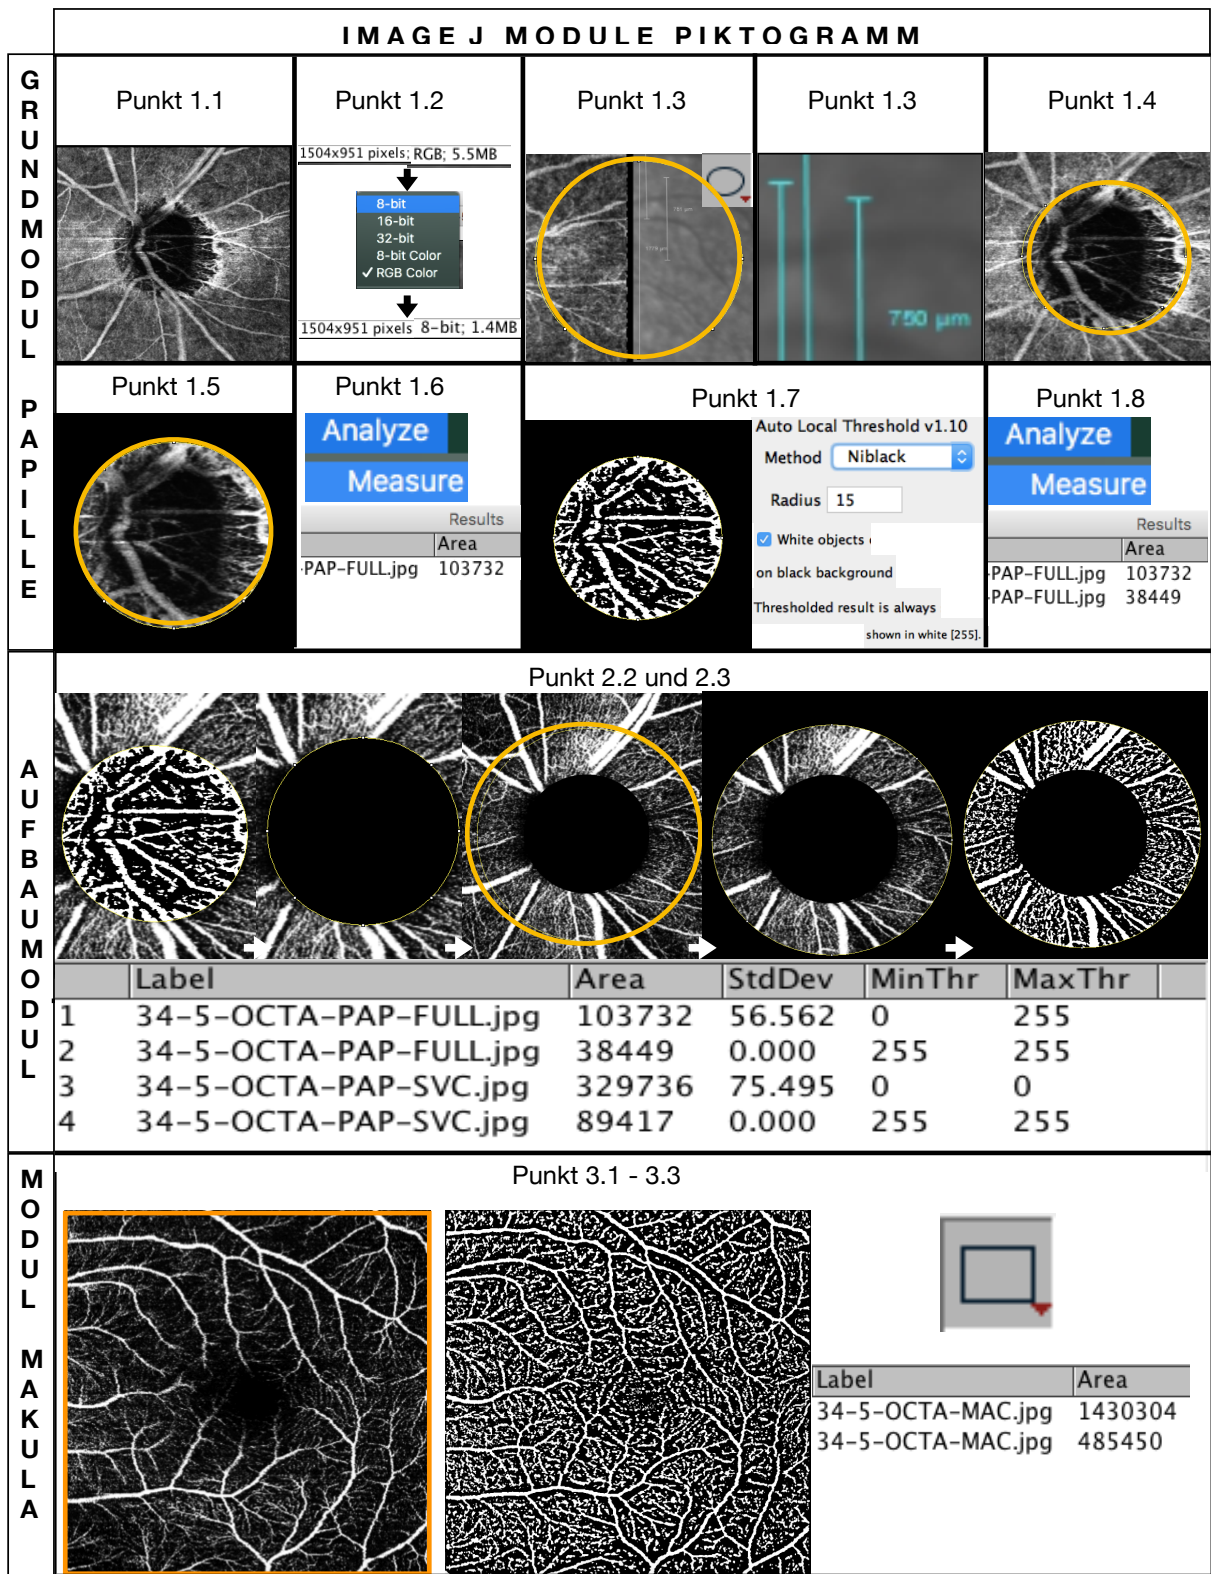 IMAGEJ MODULE PIKTOGRAMM
GRUNDMODUL PAPILLE
Punkt 1.1
Punkt 1.2
1504x951 pixels; RGB; 5.5MB
8-bit
16-bit
32-bit
8-bit Color
✓ RGB Color
1504x951 pixels 8-bit; 1.4MB
Punkt 1.3
Punkt 1.3
750 µm
Punkt 1.4
Punkt 1.5
Punkt 1.6
Analyze
Measure
Results
Area
-PAP-FULL.jpg 103732
Punkt 1.7
Auto Local Threshold v1.10
Method Niblack
Radius 15
White objects
on black background
Thresholded result is always
shown in white [255].
Punkt 1.8
Analyze
Measure
Results
Area
-PAP-FULL.jpg 103732
-PAP-FULL.jpg 38449
AUFBAUMODUL
Punkt 2.2 und 2.3
Label Area StdDev MinThr MaxThr
1 34-5-OCTA-PAP-FULL.jpg 103732 56.562 0 255
2 34-5-OCTA-PAP-FULL.jpg 38449 0.000 255 255
3 34-5-OCTA-PAP-SVC.jpg 329736 75.495 0 0
4 34-5-OCTA-PAP-SVC.jpg 89417 0.000 255 255
MODUL MAKULA
Punkt 3.1 - 3.3
Label Area
34-5-OCTA-MAC.jpg 1430304
34-5-OCTA-MAC.jpg 485450